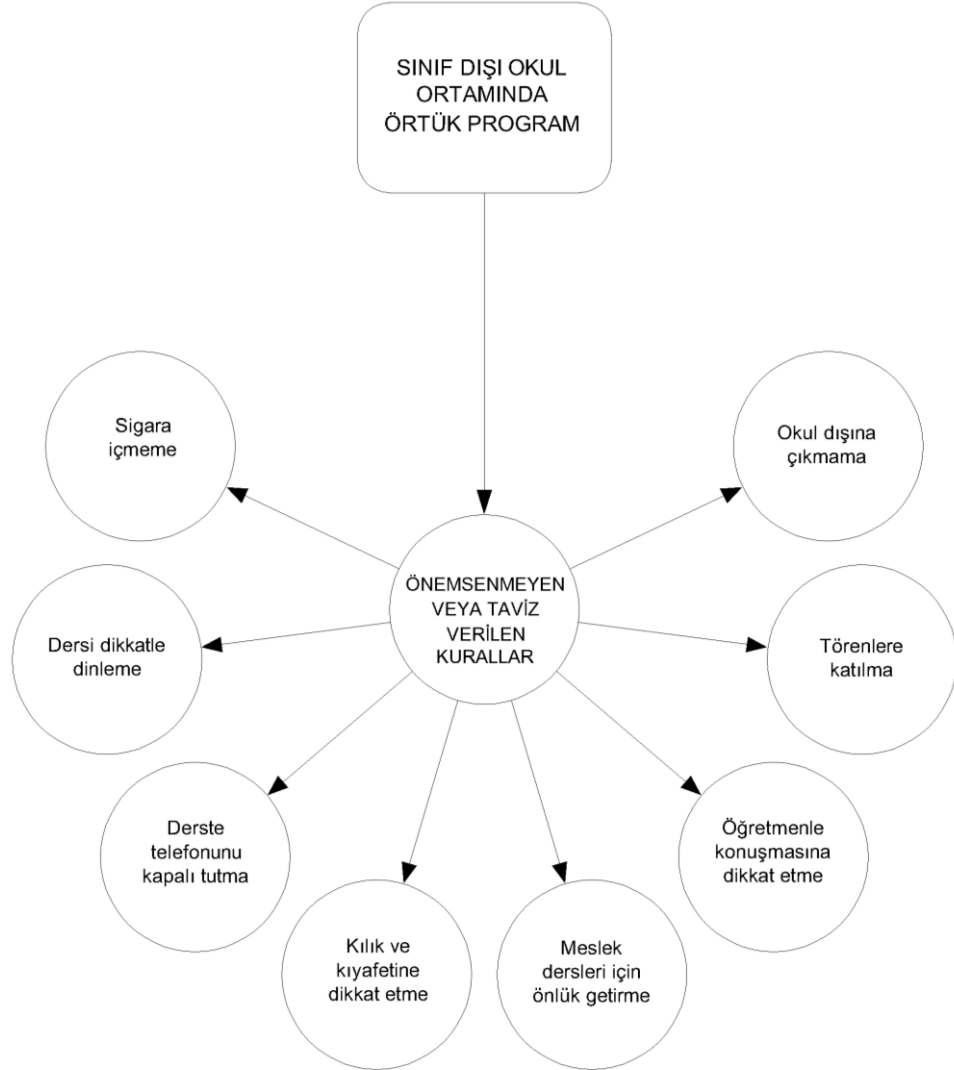 SINIF DIŞI OKUL
ORTAMINDA
ÖRTÜK PROGRAM
Sigara
içmeme
Okul dışına
çıkmama
ÖNEMSENMEYEN
VEYA TAVİZ
VERİLEN
KURALLAR
Dersi dikkatle
dinleme
Törenlere
katılma
Derste
telefonunu
kapalı tutma
Öğretmenle
konuşmasına
dikkat etme
Kılık ve
kıyafetine
dikkat etme
Meslek
dersleri için
önlük getirme